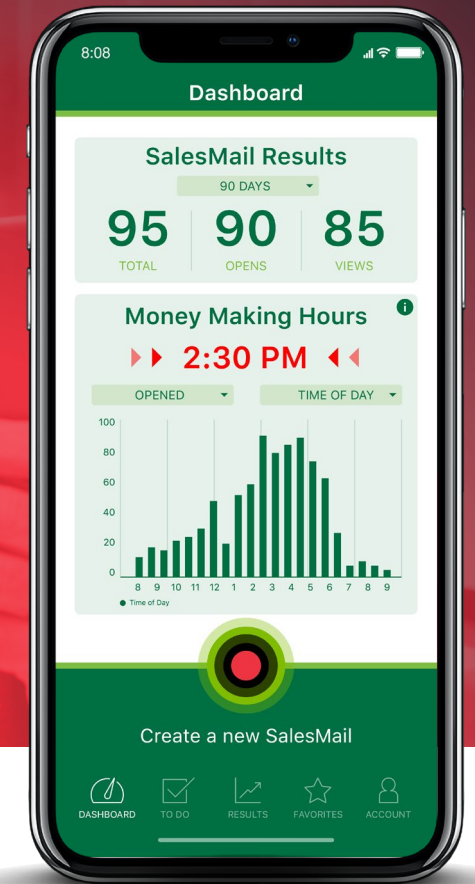 8:08
Dashboard
SalesMail Results
90 DAYS
95 90 85
TOTAL OPENS VIEWS
Money Making Hours
i
2:30 PM
OPENED TIME OF DAY
100
80
60
40
20
0
8 9 10 11 12 1 2 3 4 5 6 7 8 9
Time of Day
Create a new SalesMail
DASHBOARD TO DO RESULTS FAVORITES ACCOUNT